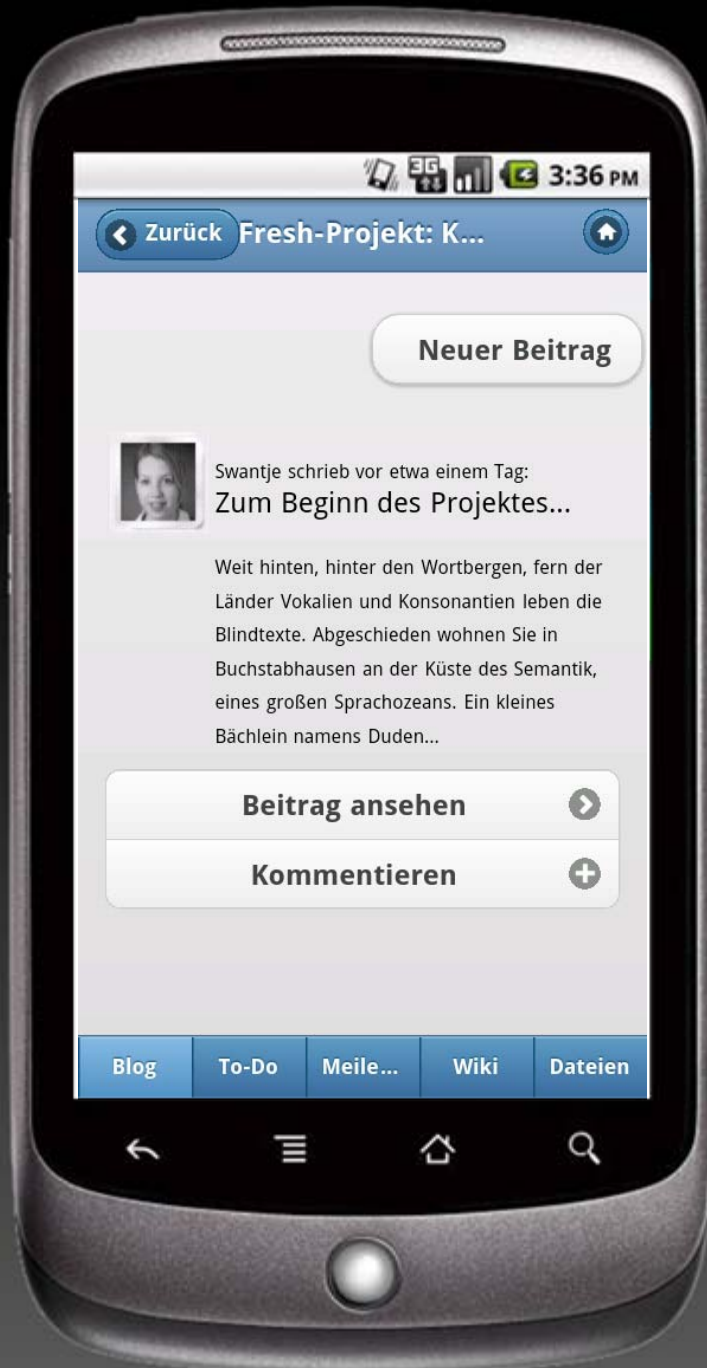 3G
3:36 PM
Zurück Fresh-Projekt: K...
Neuer Beitrag
Swantje schrieb vor etwa einem Tag:
Zum Beginn des Projektes...
Weit hinten, hinter den Wortbergen, fern der
Länder Vokalien und Konsonantien leben die
Blindtexte. Abgeschieden wohnen Sie in
Buchstabhausen an der Küste des Semantik,
eines großen Sprachozeans. Ein kleines
Bächlein namens Duden...
Beitrag ansehen
Kommentieren
Blog To-Do Meile... Wiki Dateien